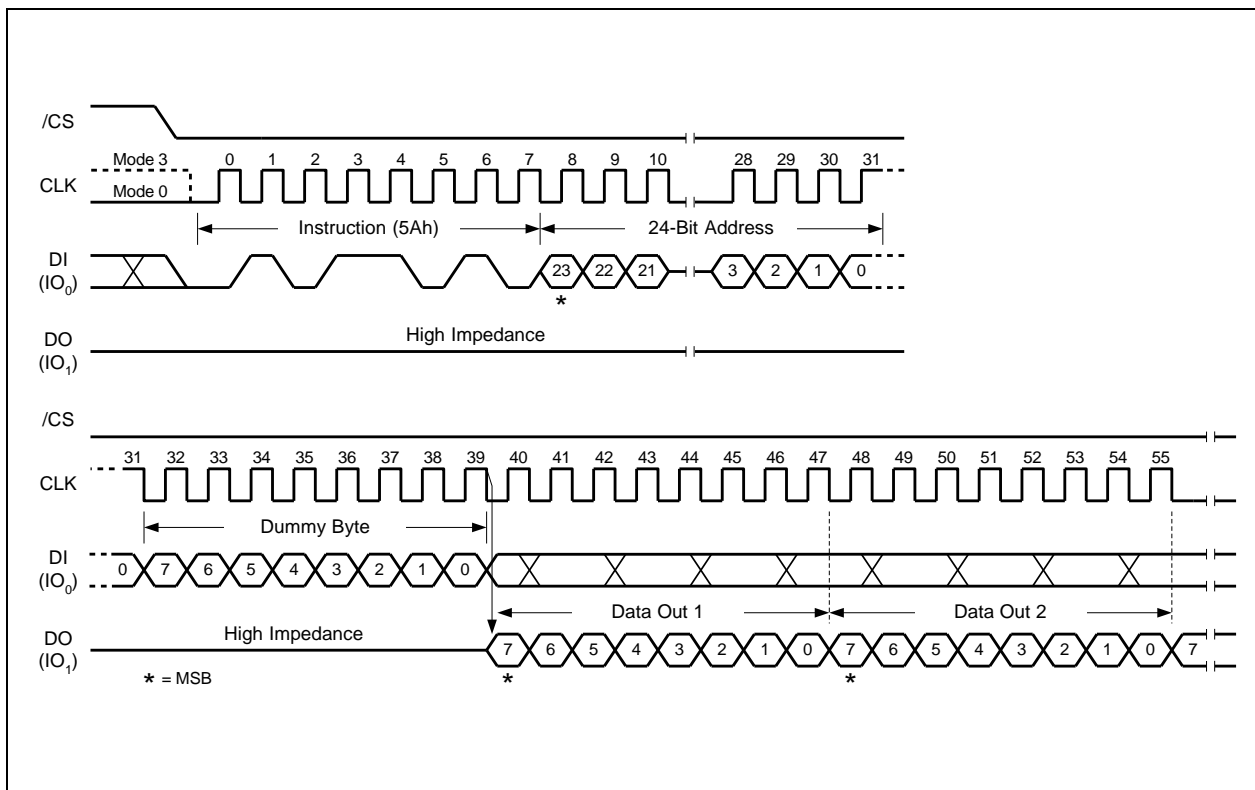 /CS
Mode 3 0 1 2 3 4 5 6 7 8 9 10 28 29 30 31
CLK
Mode 0
Instruction (5Ah) 24-Bit Address
DI
(IO0) 23 22 21 3 2 1 0
*
DO High Impedance
(IO1)
/CS
31 32 33 34 35 36 37 38 39 40 41 42 43 44 45 46 47 48 49 50 51 52 53 54 55
CLK
Dummy Byte
DI
(IO0) 0 7 6 5 4 3 2 1 0
Data Out 1 Data Out 2
DO High Impedance
(IO1) 7 6 5 4 3 2 1 0 7 6 5 4 3 2 1 0 7
* = MSB * *